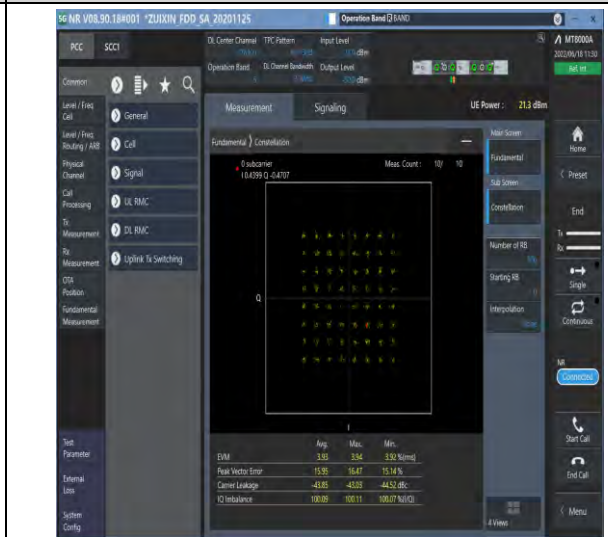 5G NR V08.90.18#001 *ZUIXIN_FDD_SA_20201125
Operation Band @ BAND
MT8000A
2022/06/18 11:30
Ref. Int
PCC
SCC1
DL Center Channel
TPC Pattern
Input Level
dBm
Operation Band
DL Channel Bandwidth
Output Level
dBm
Measurement
Signaling
UE Power : 21.3 dBm
Common
Level / Freq.
Cell
Level / Freq.
Routing / ARB
Physical
Channel
Call
Processing
Tx
Measurement
Rx
Measurement
OTA
Position
Fundamental
Measurement
Test
Parameter
External
Loss
System
Config
General
Cell
Signal
UL RMC
DL RMC
Uplink Tx Switching
Fundamental
Constellation
0 subcarrier
I 0.4399 Q -0.4707
Meas. Count : 10/ 10
Q
I
Avg. Max. Min.
EVM 3.93 3.94 3.92 %(rms)
Peak Vector Error 15.95 16.47 15.14 %
Carrier Leakage -43.85 -43.03 -44.52 dBc
IQ Imbalance 100.09 100.11 100.07 %(I/Q)
Main Screen
Fundamental
Sub Screen
Constellation
Number of RB
Starting RB
Interpolation
4 Views
Home
Preset
End
Tx
Rx
Single
Continuous
NR
Connected
Start Call
End Call
Menu